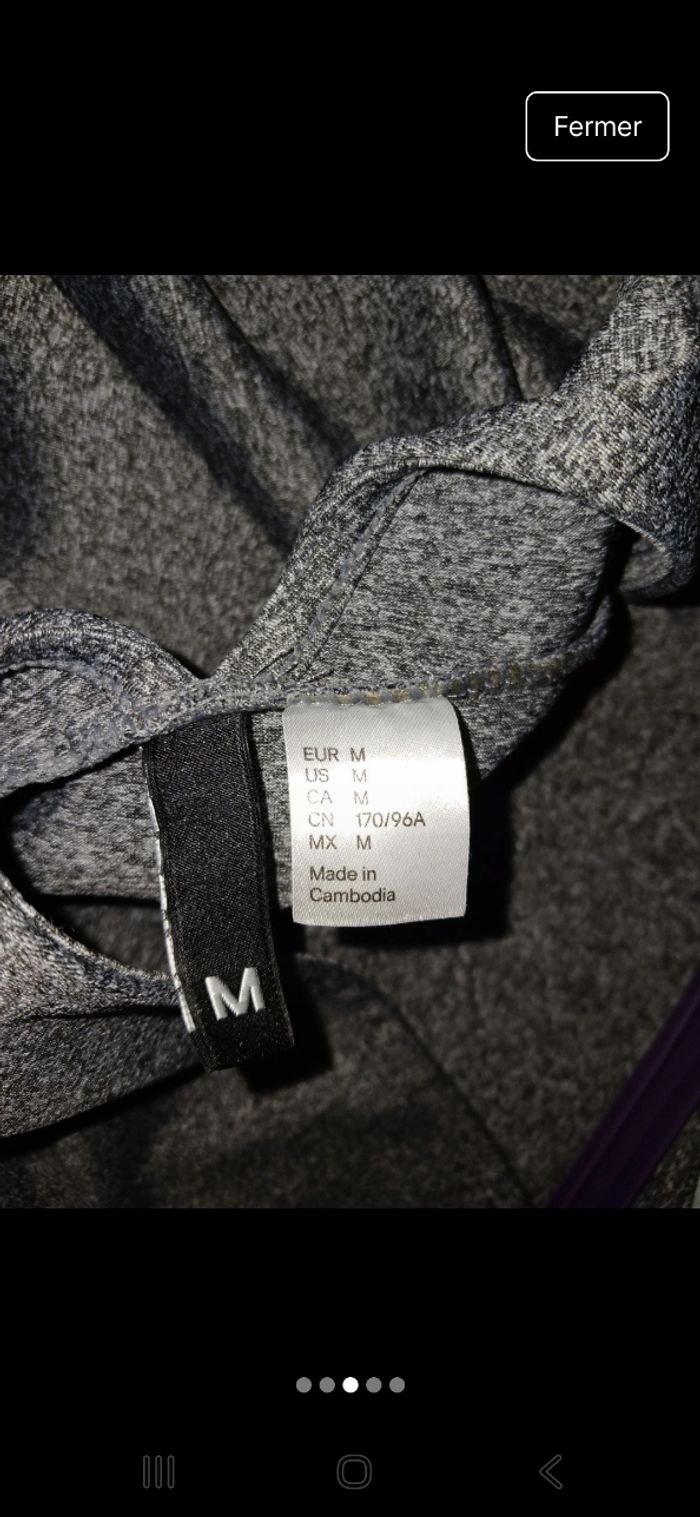 Fermer
EUR M
US M
CA M
CN 170/96A
MX M
Made in
Cambodia
M